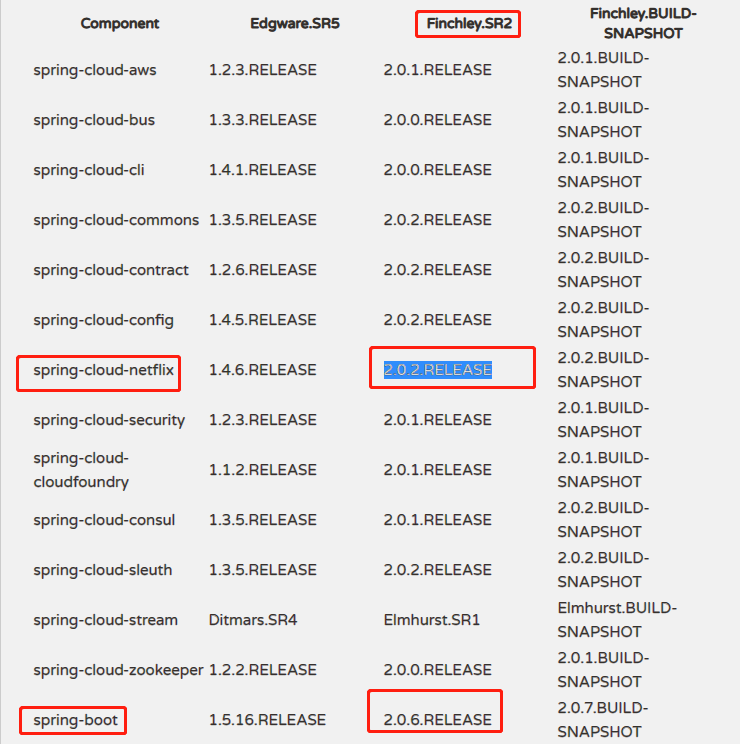 Component Edgware.SR5 Finchley.SR2 Finchley.BUILD-
SNAPSHOT
spring-cloud-aws 1.2.3.RELEASE 2.0.1.RELEASE 2.0.1.BUILD-
SNAPSHOT
spring-cloud-bus 1.3.3.RELEASE 2.0.0.RELEASE 2.0.1.BUILD-
SNAPSHOT
spring-cloud-cli 1.4.1.RELEASE 2.0.0.RELEASE 2.0.1.BUILD-
SNAPSHOT
spring-cloud-commons 1.3.5.RELEASE 2.0.2.RELEASE 2.0.2.BUILD-
SNAPSHOT
spring-cloud-contract 1.2.6.RELEASE 2.0.2.RELEASE 2.0.2.BUILD-
SNAPSHOT
spring-cloud-config 1.4.5.RELEASE 2.0.2.RELEASE 2.0.2.BUILD-
SNAPSHOT
spring-cloud-netflix 1.4.6.RELEASE 2.0.2.RELEASE 2.0.2.BUILD-
SNAPSHOT
spring-cloud-security 1.2.3.RELEASE 2.0.1.RELEASE 2.0.1.BUILD-
SNAPSHOT
spring-cloud-
cloudfoundry 1.1.2.RELEASE 2.0.1.RELEASE 2.0.1.BUILD-
SNAPSHOT
spring-cloud-consul 1.3.5.RELEASE 2.0.1.RELEASE 2.0.2.BUILD-
SNAPSHOT
spring-cloud-sleuth 1.3.5.RELEASE 2.0.2.RELEASE 2.0.2.BUILD-
SNAPSHOT
spring-cloud-stream Ditmars.SR4 Elmhurst.SR1 Elmhurst.BUILD-
SNAPSHOT
spring-cloud-zookeeper 1.2.2.RELEASE 2.0.0.RELEASE 2.0.1.BUILD-
SNAPSHOT
spring-boot 1.5.16.RELEASE 2.0.6.RELEASE 2.0.7.BUILD-
SNAPSHOT